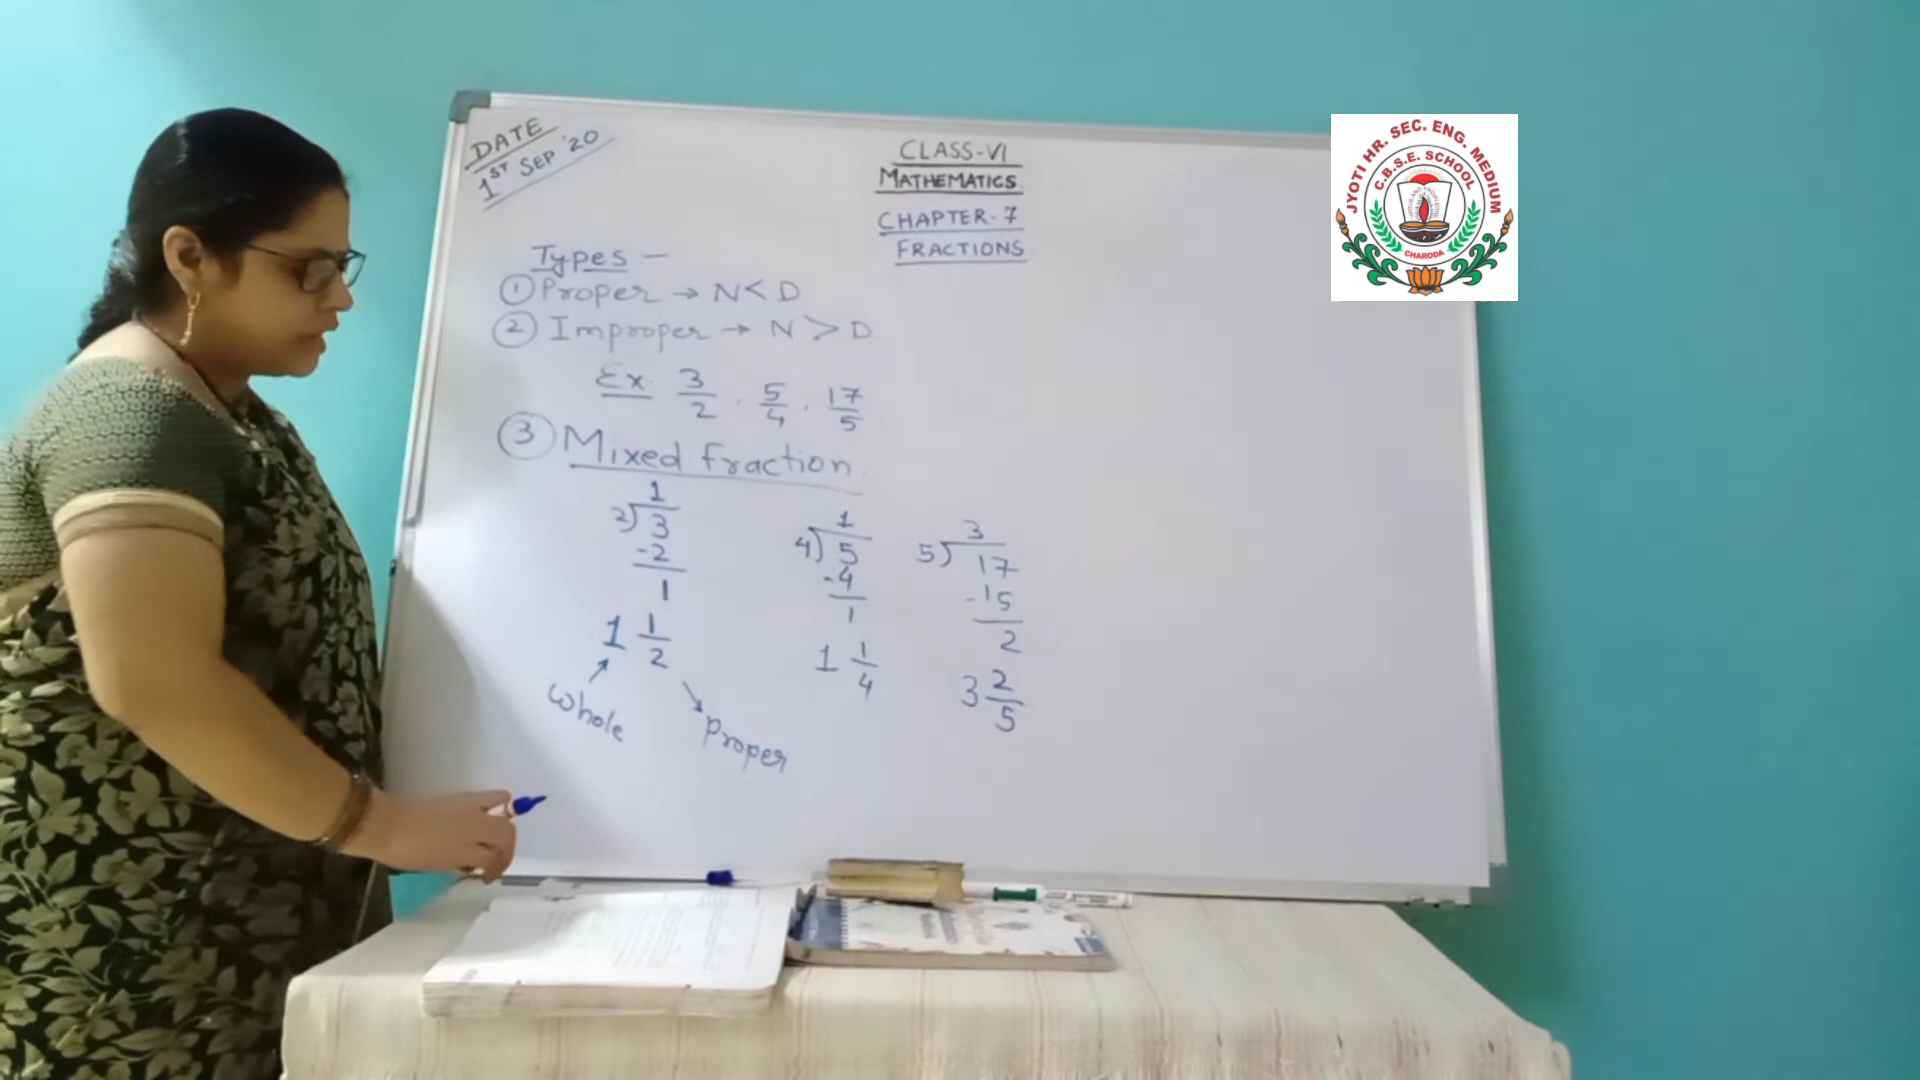 DATE
1ST SEP '20
CLASS-VI
MATHEMATICS
CHAPTER-7
FRACTIONS
Types -
① Proper → N < D
② Improper → N > D
Ex. 3/2 , 5/4 , 17/5
③ Mixed fraction
1
2) 3
-2
1
1 1/2
Whole
Proper
1
4) 5
-4
1
1 1/4
3
5) 17
-15
2
3 2/5
JYOTI HR. SEC. ENG. MEDIUM
C.B.S.E. SCHOOL
CHARODA